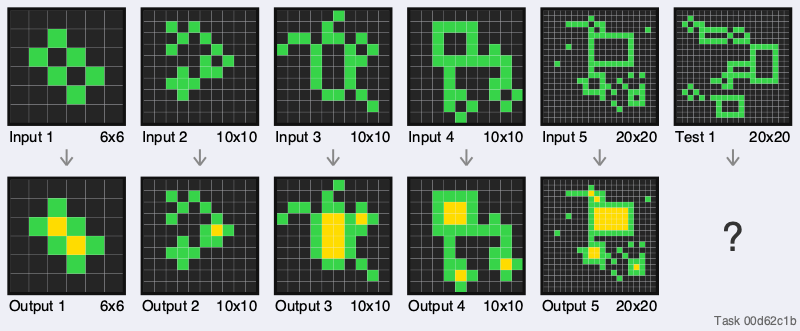 Input 1 6x6
Input 2 10x10
Input 3 10x10
Input 4 10x10
Input 5 20x20
Test 1 20x20
Output 1 6x6
Output 2 10x10
Output 3 10x10
Output 4 10x10
Output 5 20x20
?
Task 00d62c1b